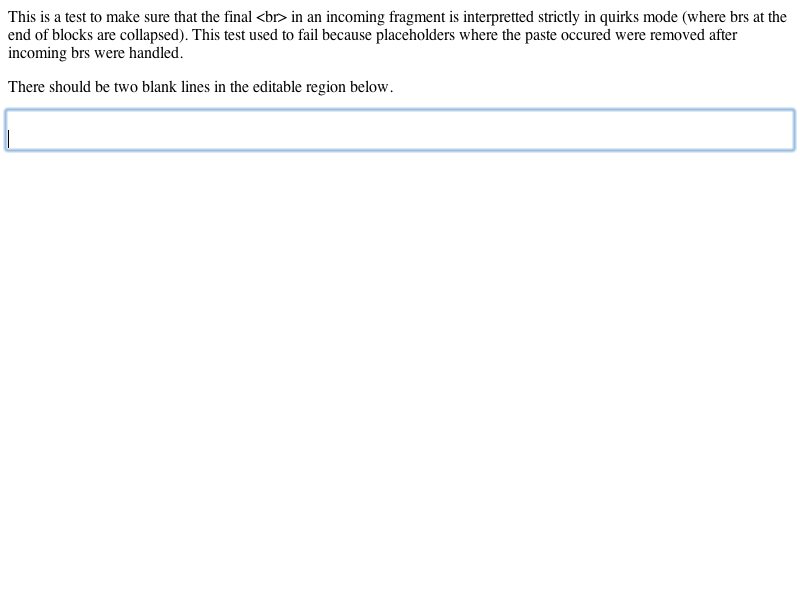 This is a test to make sure that the final <br> in an incoming fragment is interpretted strictly in quirks mode (where brs at the
end of blocks are collapsed). This test used to fail because placeholders where the paste occured were removed after
incoming brs were handled.
There should be two blank lines in the editable region below.